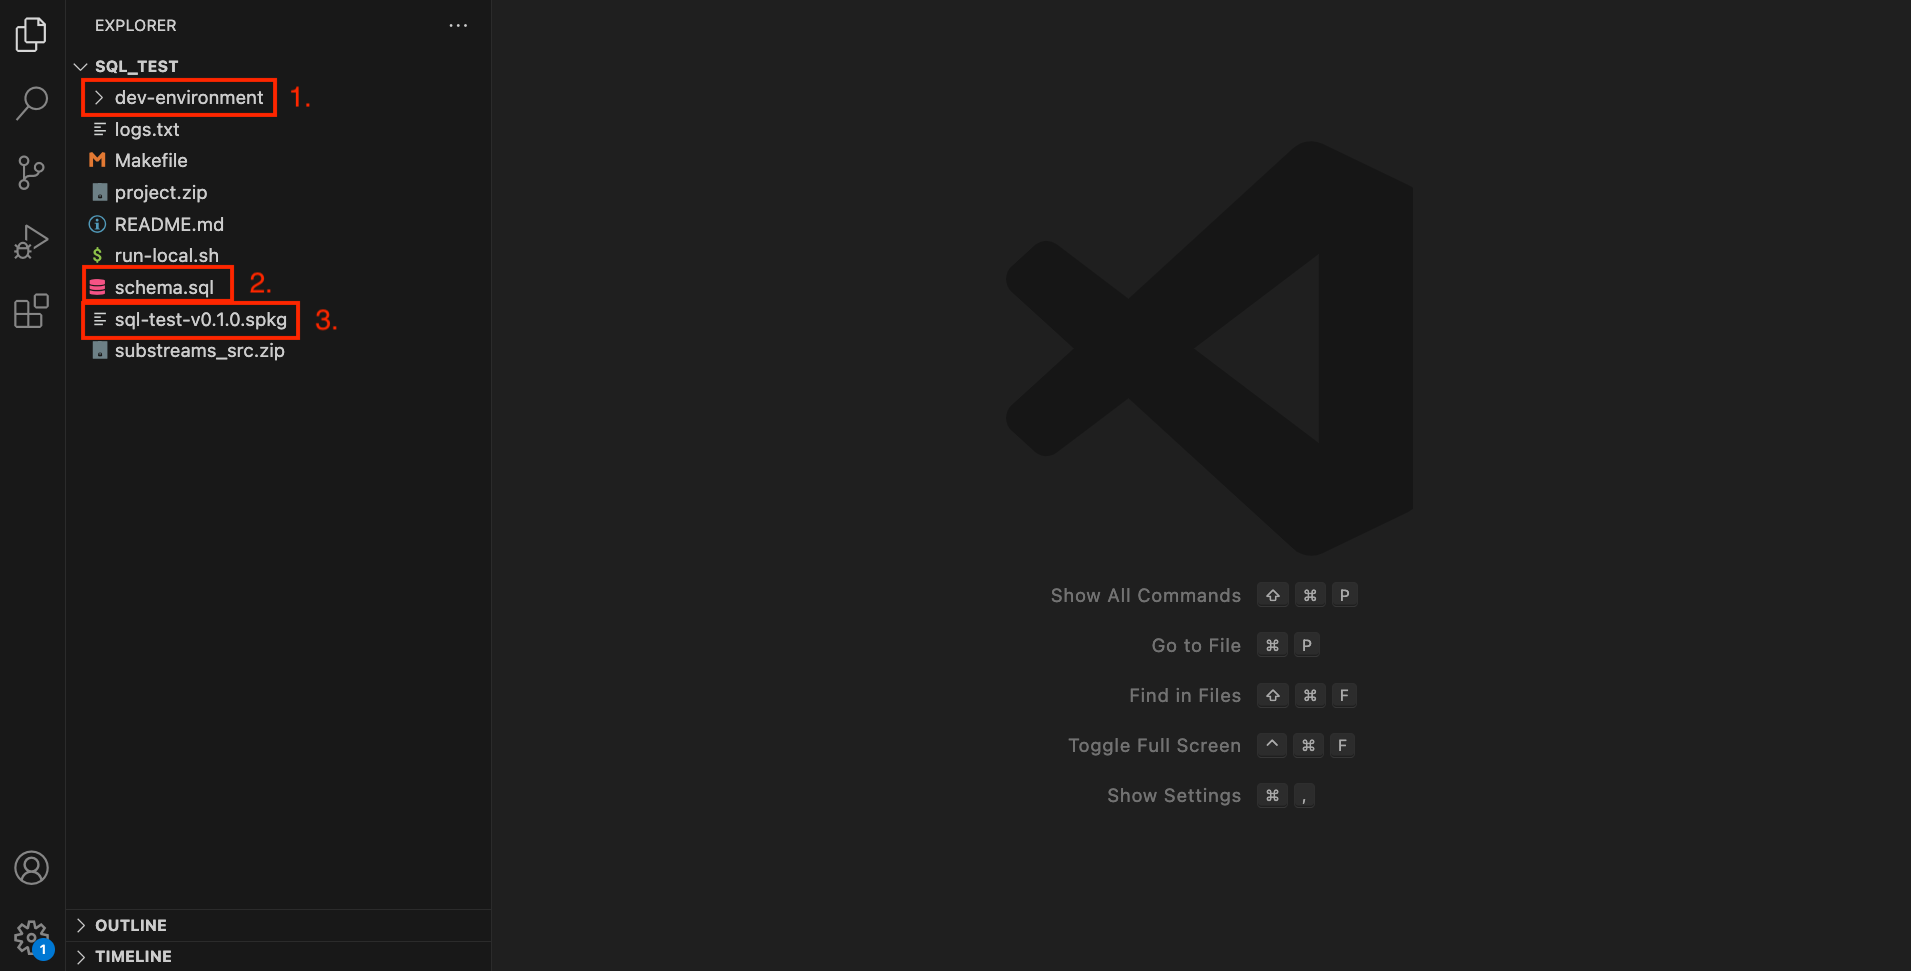 EXPLORER
SQL_TEST
dev-environment 1.
logs.txt
Makefile
project.zip
README.md
run-local.sh
schema.sql 2.
sql-test-v0.1.0.spkg 3.
substreams_src.zip
Show All Commands ⇧ ⌘ P
Go to File ⌘ P
Find in Files ⇧ ⌘ F
Toggle Full Screen ^ ⌘ F
Show Settings ⌘ ,
OUTLINE
1
TIMELINE